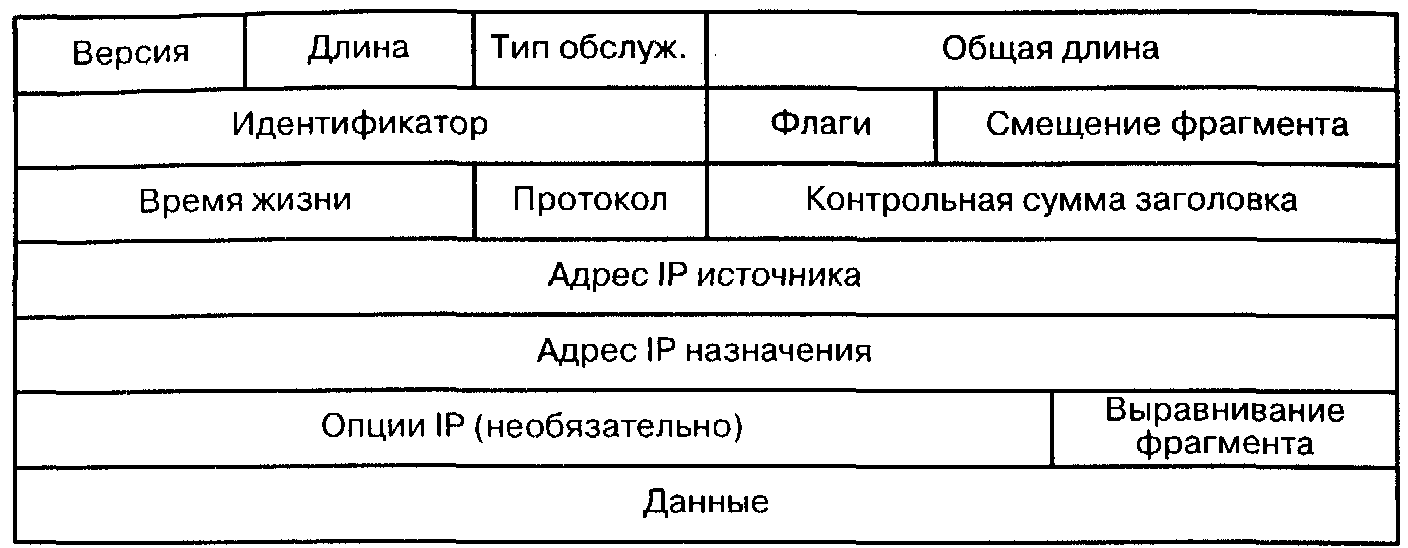 Версия Длина Тип обслуж. Общая длина
Идентификатор Флаги Смещение фрагмента
Время жизни Протокол Контрольная сумма заголовка
Адрес IP источника
Адрес IP назначения
Опции IP (необязательно) Выравнивание
фрагмента
Данные